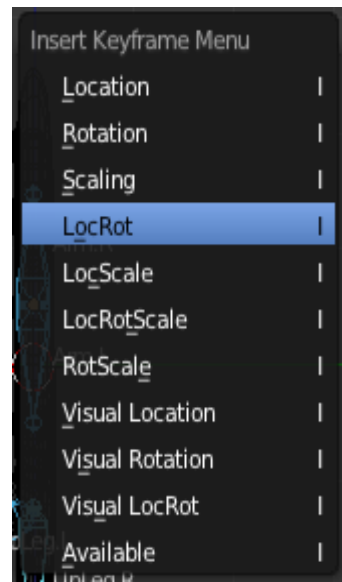 Insert Keyframe Menu
Location I
Rotation I
Scaling I
LocRot I
LocScale I
LocRotScale I
RotScale I
Visual Location I
Visual Rotation I
Visual LocRot I
Available I